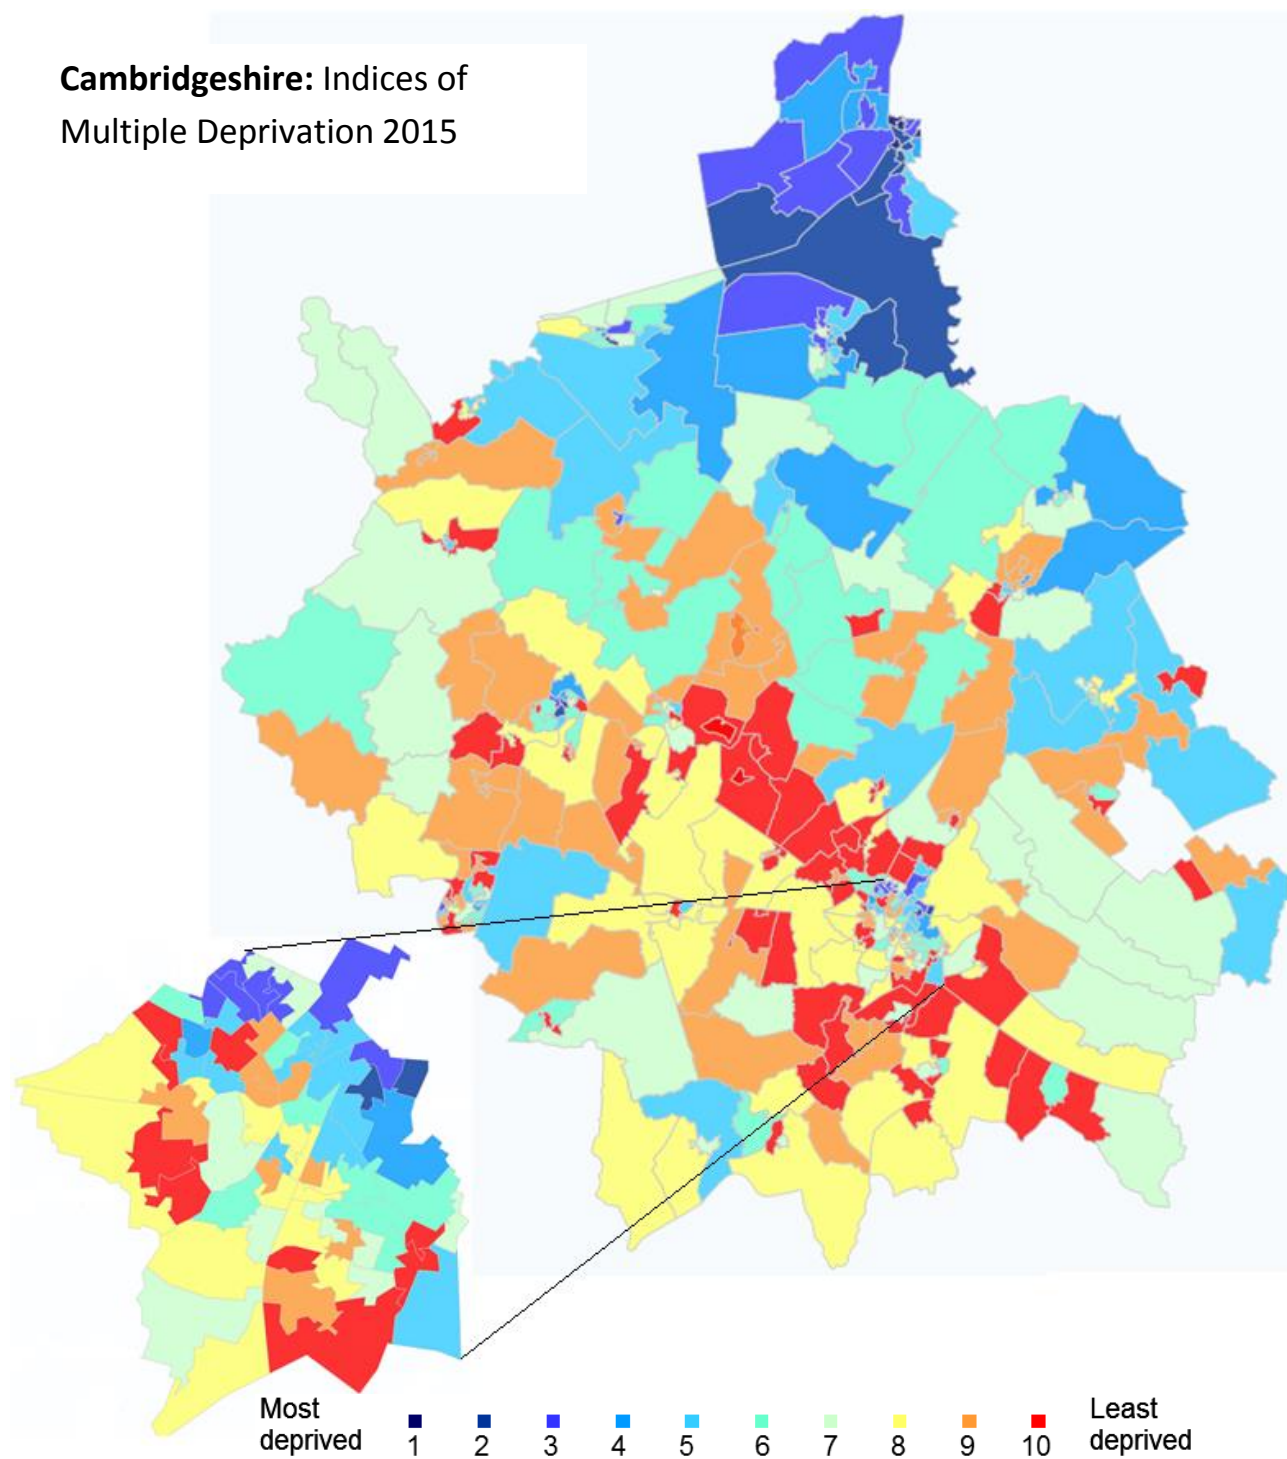 Cambridgeshire: Indices of
Multiple Deprivation 2015
Most
deprived
1 2 3 4 5 6 7 8 9 10
Least
deprived